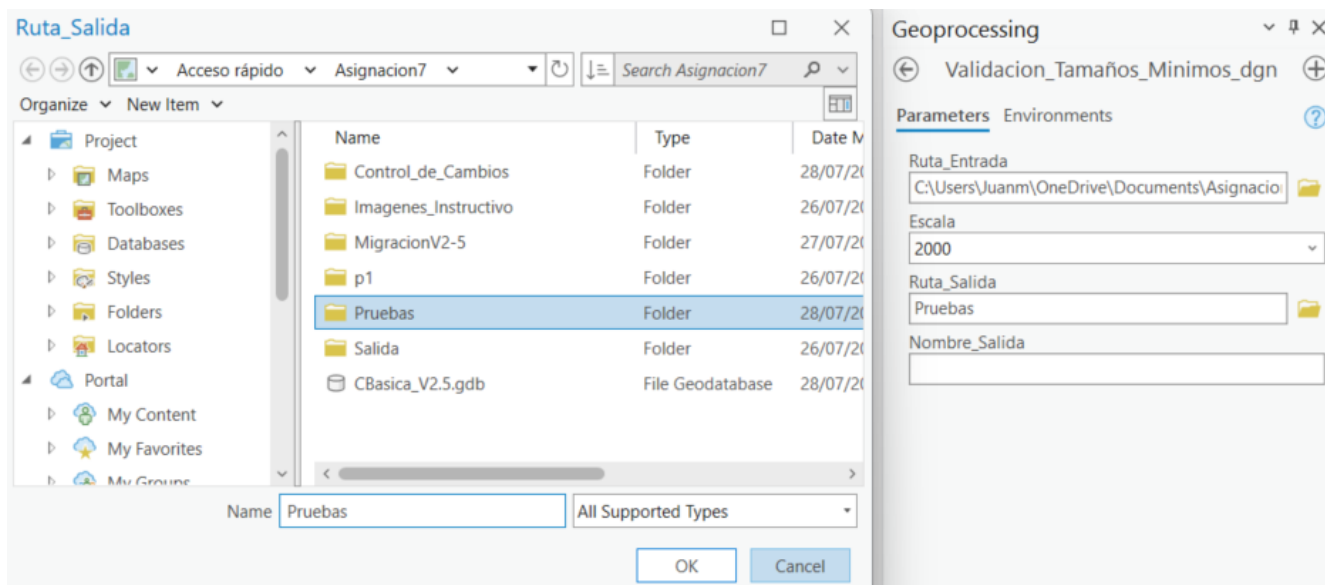 Ruta_Salida
Acceso rápido Asignacion7 Search Asignacion7
Organize New Item
Project
Maps
Toolboxes
Databases
Styles
Folders
Locators
Portal
My Content
My Favorites
My Groups
Name Type Date M
Control_de_Cambios Folder 28/07/20
Imagenes_Instructivo Folder 26/07/20
MigracionV2-5 Folder 27/07/20
p1 Folder 26/07/20
Pruebas Folder 28/07/20
Salida Folder 26/07/20
CBasica_V2.5.gdb File Geodatabase 28/07/20
Name Pruebas All Supported Types
OK Cancel
Geoprocessing
Validacion_Tamaños_Minimos_dgn
Parameters Environments
Ruta_Entrada
C:\Users\Juanm\OneDrive\Documents\Asignacio
Escala
2000
Ruta_Salida
Pruebas
Nombre_Salida